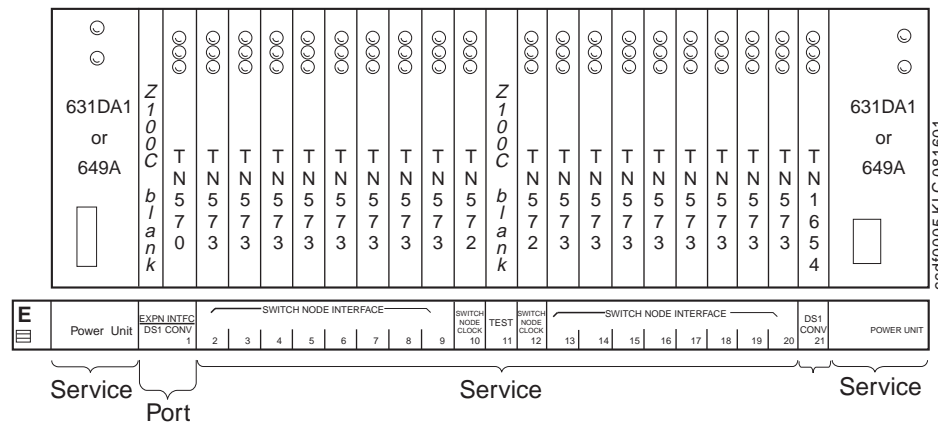 631DA1
or
649A
Z100C blank
TN570
TN573
TN573
TN573
TN573
TN573
TN573
TN573
TN573
TN572
Z100C blank
TN572
TN573
TN573
TN573
TN573
TN573
TN573
TN573
TN573
TN1654
631DA1
or
649A
E
Power Unit
EXPN INTFC
DS1 CONV
1
SWITCH NODE INTERFACE
2 3 4 5 6 7 8 9
SWITCH
NODE
CLOCK
10
TEST
11
SWITCH
NODE
CLOCK
12
SWITCH NODE INTERFACE
13 14 15 16 17 18 19 20
DS1
CONV
21
POWER UNIT
Service
Port
Service
Service